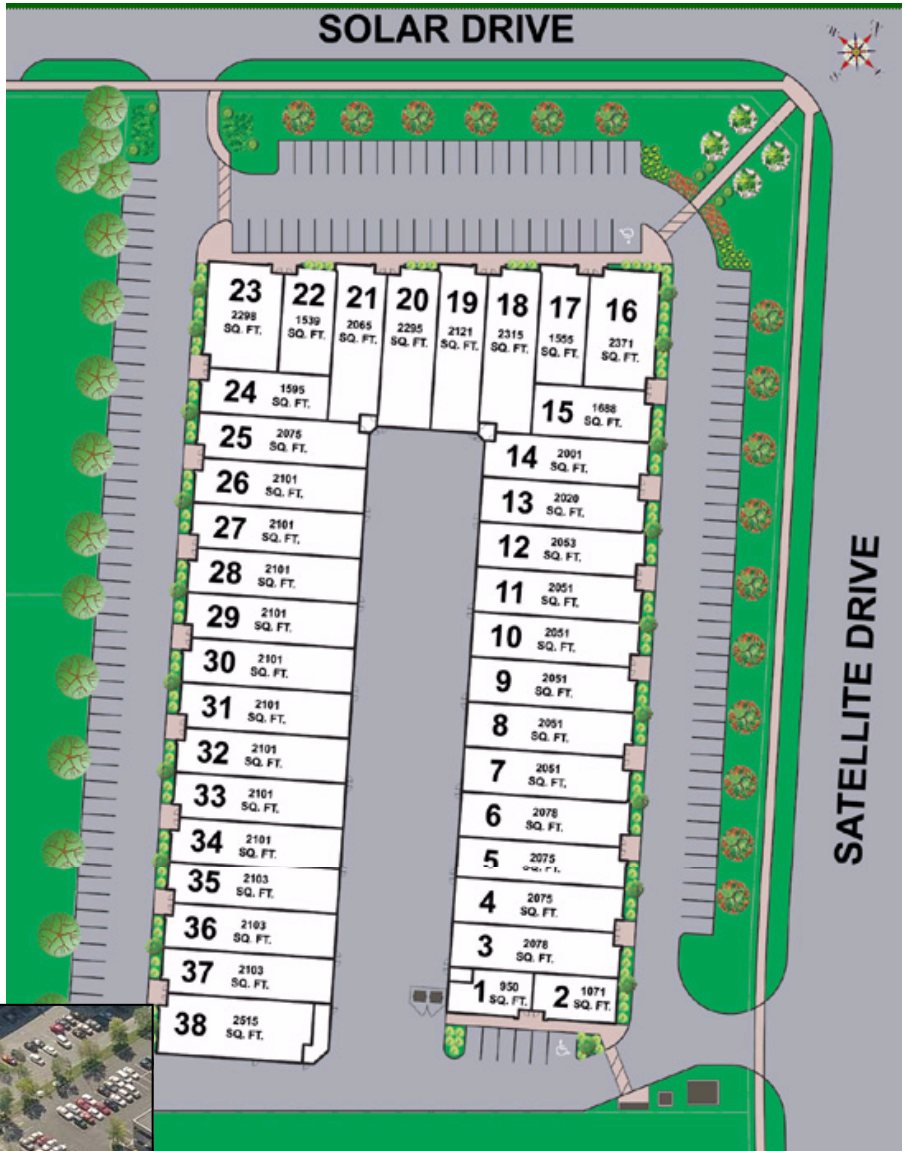 SOLAR DRIVE
SATELLITE DRIVE
23
2298
SQ. FT.
22
1539
SQ. FT.
21
2065
SQ. FT.
20
2295
SQ. FT.
19
2121
SQ. FT.
18
2315
SQ. FT.
17
1555
SQ. FT.
16
2371
SQ. FT.
24 1595
SQ. FT.
15 1688
SQ. FT.
25 2075
SQ. FT.
14 2001
SQ. FT.
26 2101
SQ. FT.
13 2020
SQ. FT.
27 2101
SQ. FT.
12 2053
SQ. FT.
28 2101
SQ. FT.
11 2051
SQ. FT.
29 2101
SQ. FT.
10 2051
SQ. FT.
30 2101
SQ. FT.
9 2051
SQ. FT.
31 2101
SQ. FT.
8 2051
SQ. FT.
32 2101
SQ. FT.
7 2051
SQ. FT.
33 2101
SQ. FT.
6 2078
SQ. FT.
34 2101
SQ. FT.
5 2075
SQ. FT.
35 2103
SQ. FT.
4 2075
SQ. FT.
36 2103
SQ. FT.
3 2078
SQ. FT.
37 2103
SQ. FT.
1 950
SQ. FT.
2 1071
SQ. FT.
38 2515
SQ. FT.